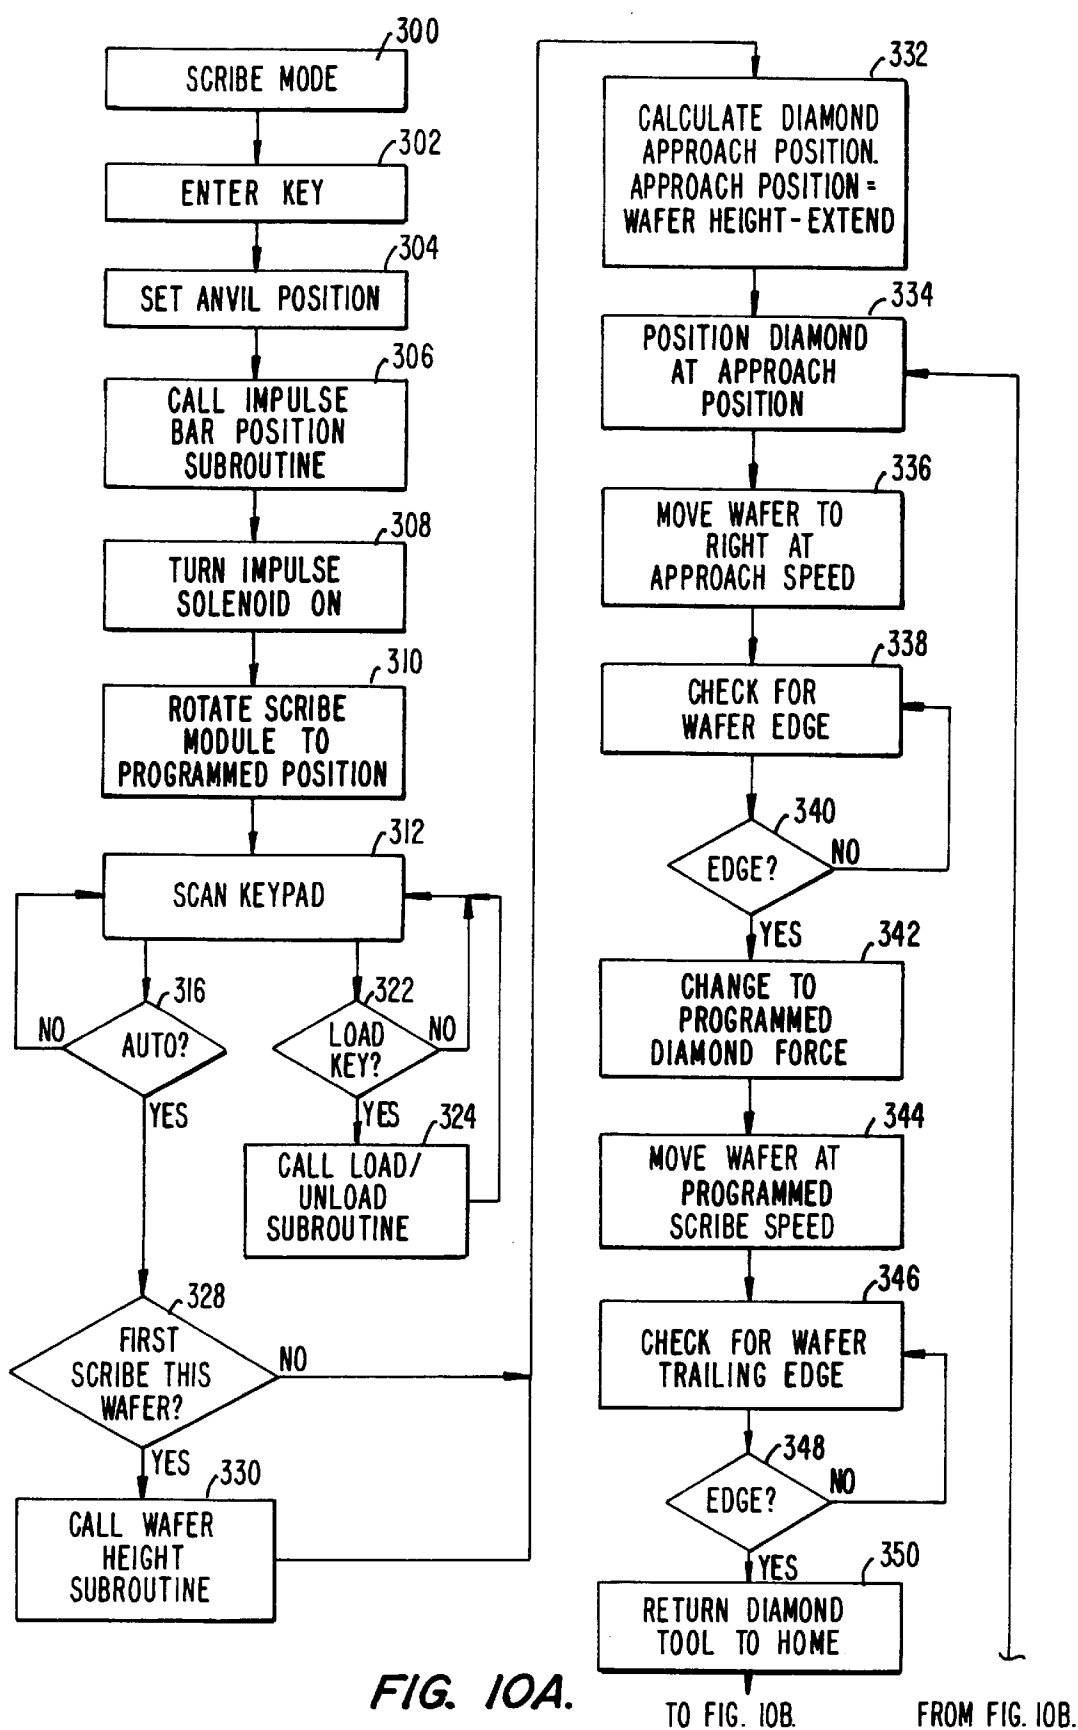 300
SCRIBE MODE
302
ENTER KEY
304
SET ANVIL POSITION
306
CALL IMPULSE
BAR POSITION
SUBROUTINE
308
TURN IMPULSE
SOLENOID ON
310
ROTATE SCRIBE
MODULE TO
PROGRAMMED POSITION
312
SCAN KEYPAD
316
AUTO?
NO
YES
322
LOAD
KEY?
NO
YES
324
CALL LOAD/
UNLOAD
SUBROUTINE
328
FIRST
SCRIBE THIS
WAFER?
NO
YES
330
CALL WAFER
HEIGHT
SUBROUTINE
332
CALCULATE DIAMOND
APPROACH POSITION.
APPROACH POSITION =
WAFER HEIGHT - EXTEND
334
POSITION DIAMOND
AT APPROACH
POSITION
336
MOVE WAFER TO
RIGHT AT
APPROACH SPEED
338
CHECK FOR
WAFER EDGE
340
EDGE?
NO
YES
342
CHANGE TO
PROGRAMMED
DIAMOND FORCE
344
MOVE WAFER AT
PROGRAMMED
SCRIBE SPEED
346
CHECK FOR WAFER
TRAILING EDGE
348
EDGE?
NO
YES
350
RETURN DIAMOND
TOOL TO HOME
TO FIG. 10B.
FROM FIG. 10B.
FIG. 10A.